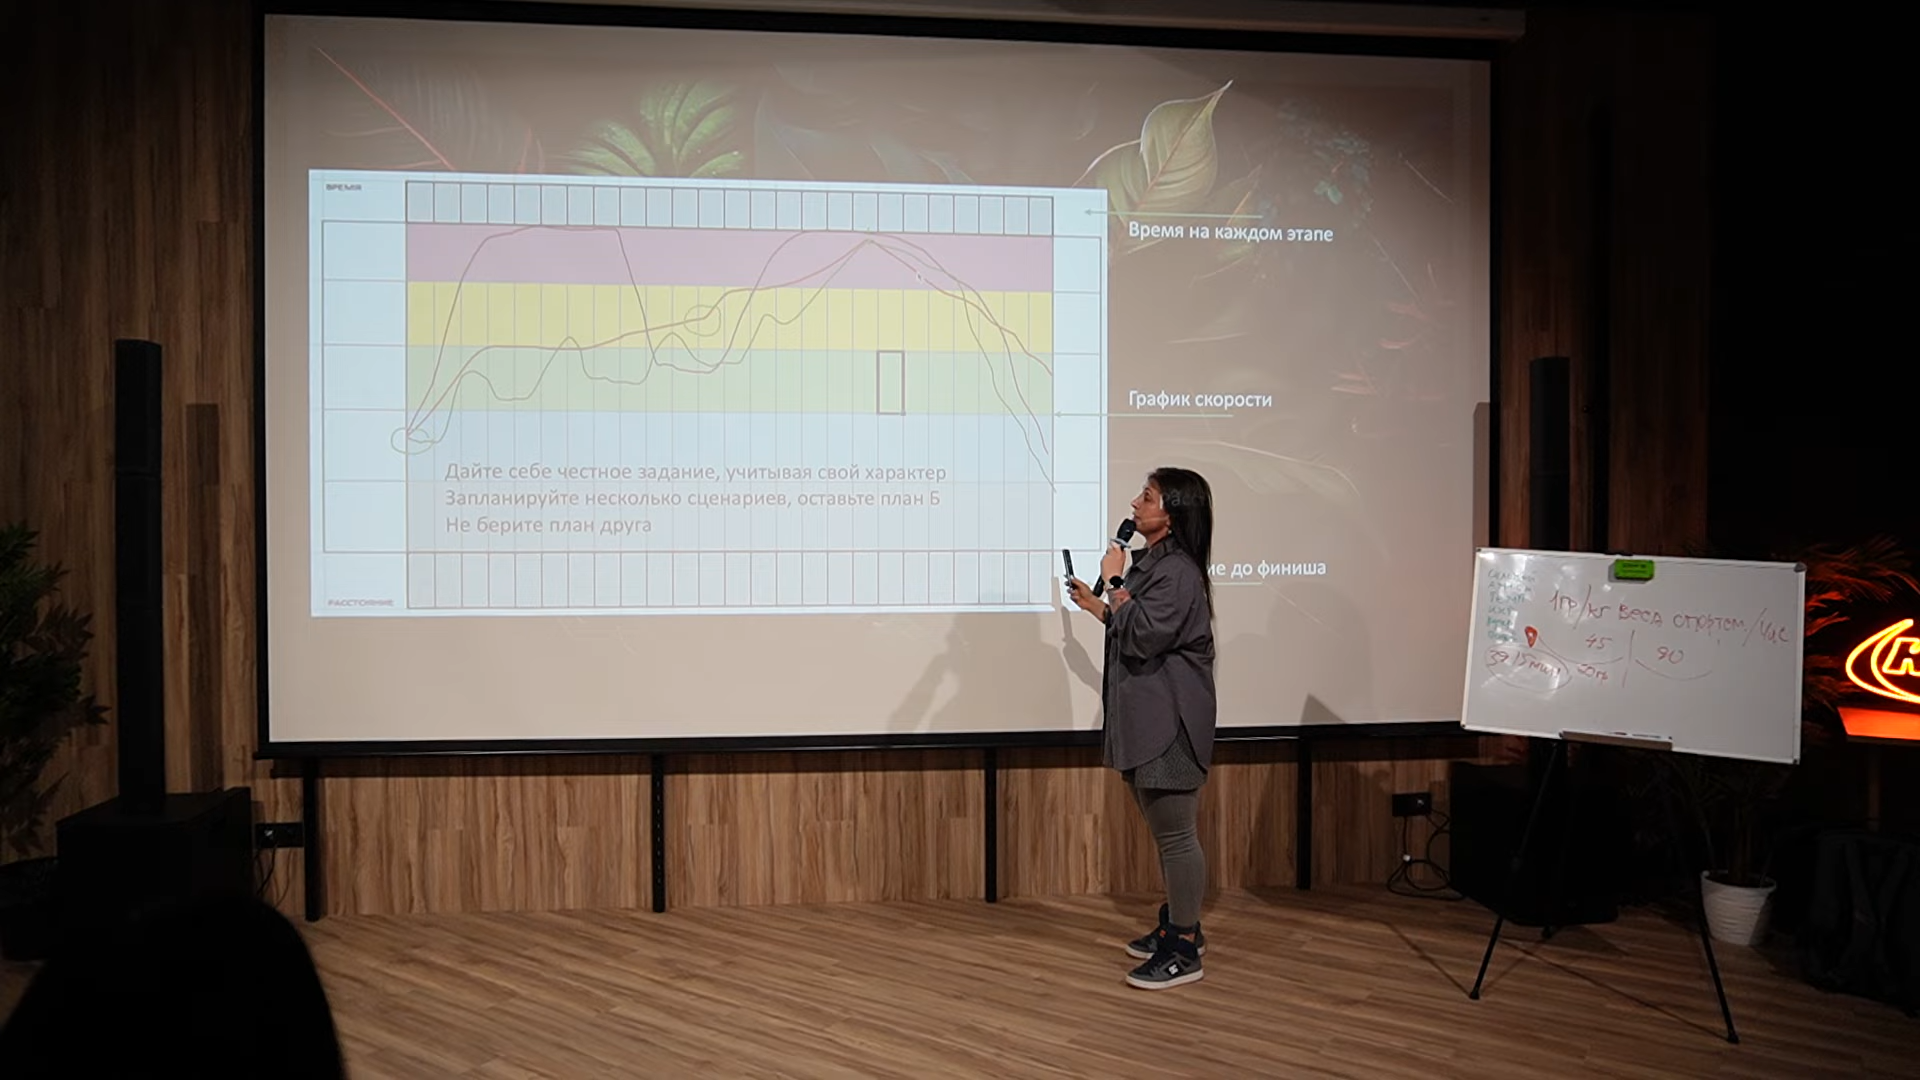 ВРЕМЯ
Время на каждом этапе
График скорости
Дайте себе честное задание, учитывая свой характер
Запланируйте несколько сценариев, оставьте план Б
Не берите план друга
ие до финиша
РАССТОЯНИЕ
1гр/кг веса спортсм./час
45
90